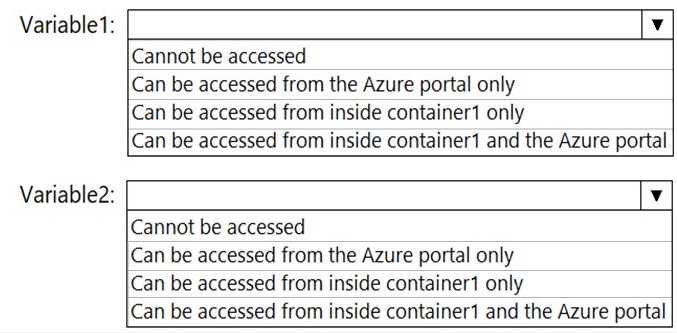 Variable1:
Cannot be accessed
Can be accessed from the Azure portal only
Can be accessed from inside container1 only
Can be accessed from inside container1 and the Azure portal
Variable2:
Cannot be accessed
Can be accessed from the Azure portal only
Can be accessed from inside container1 only
Can be accessed from inside container1 and the Azure portal